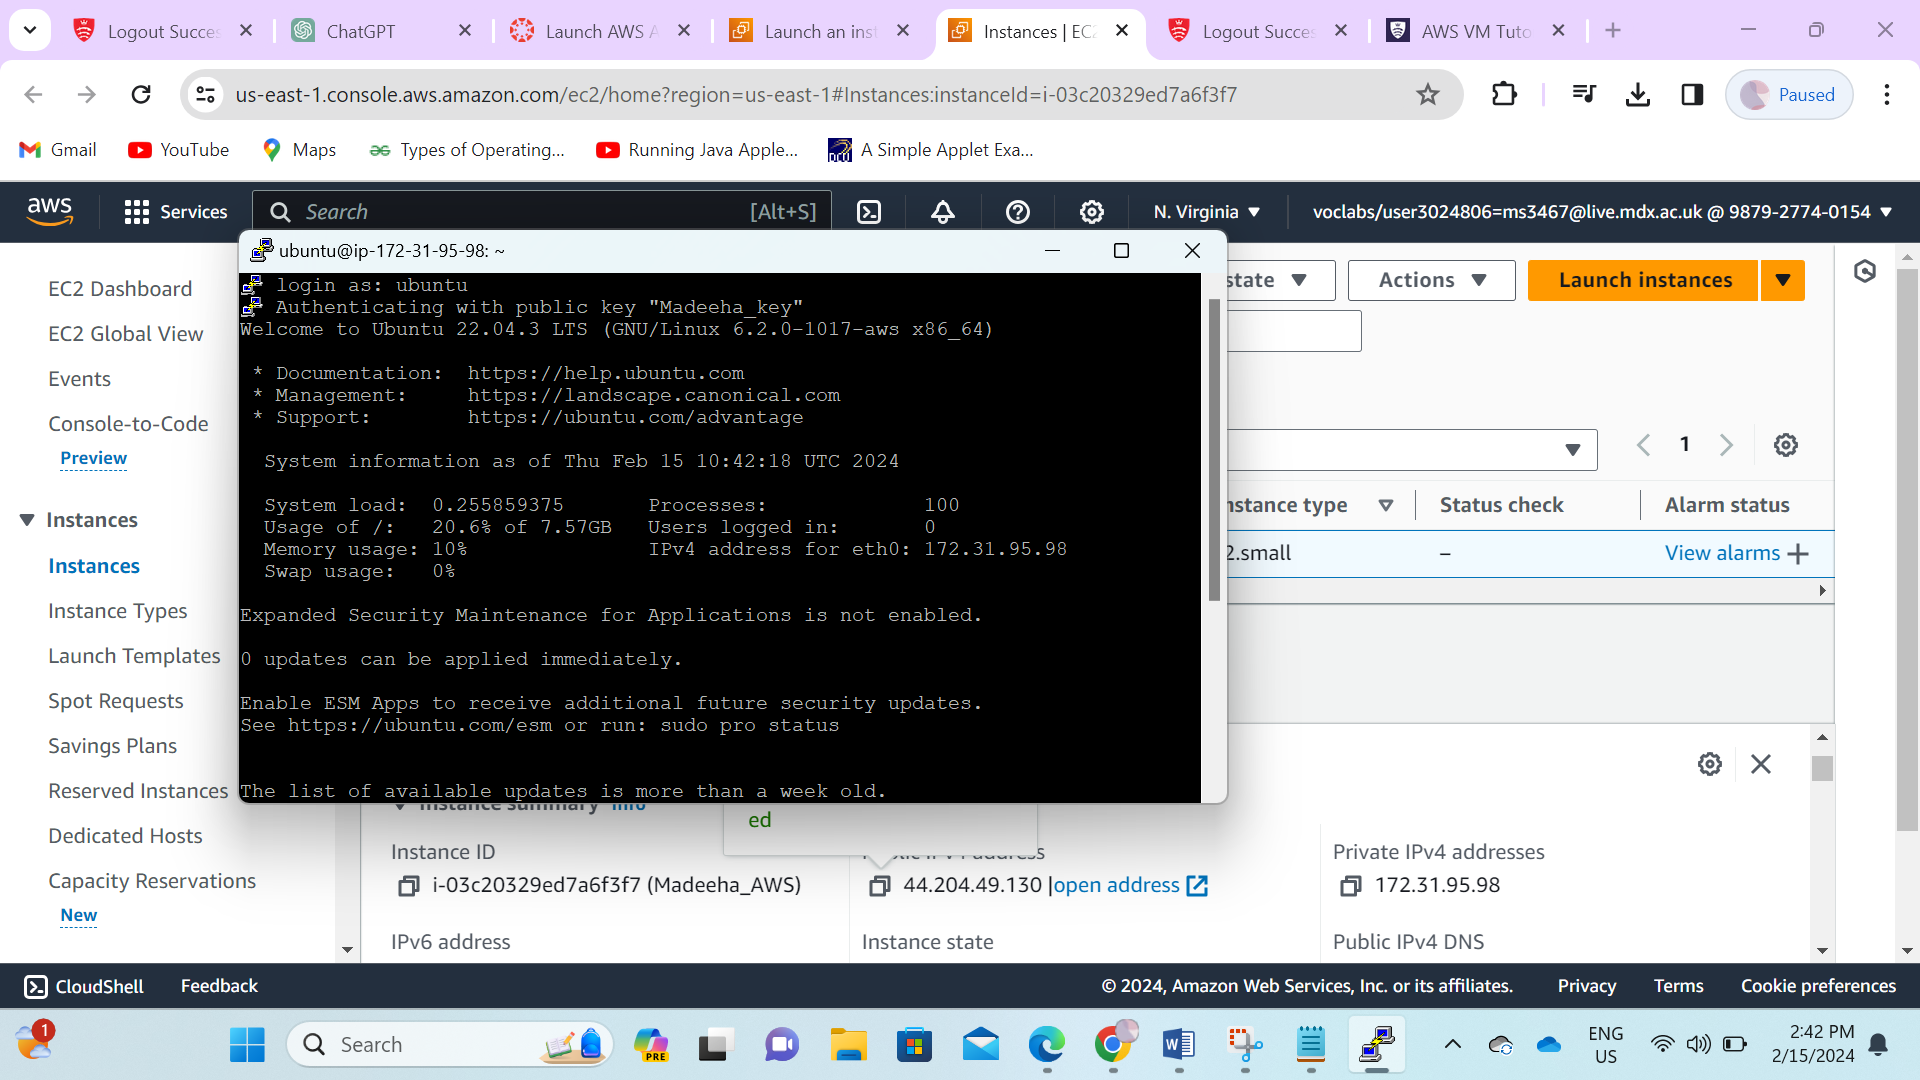 Logout Succes
ChatGPT
Launch AWS A
Launch an inst
Instances | EC2
Logout Succes
AWS VM Tuto
us-east-1.console.aws.amazon.com/ec2/home?region=us-east-1#Instances:instanceId=i-03c20329ed7a6f3f7
Paused
Gmail
YouTube
Maps
Types of Operating...
Running Java Apple...
A Simple Applet Exa...
aws
Services
Search
[Alt+S]
N. Virginia
voclabs/user3024806=ms3467@live.mdx.ac.uk @ 9879-2774-0154
EC2 Dashboard
EC2 Global View
Events
Console-to-Code
Preview
Instances
Instances
Instance Types
Launch Templates
Spot Requests
Savings Plans
Reserved Instances
Dedicated Hosts
Capacity Reservations
New
ubuntu@ip-172-31-95-98: ~
login as: ubuntu
Authenticating with public key "Madeeha_key"
Welcome to Ubuntu 22.04.3 LTS (GNU/Linux 6.2.0-1017-aws x86_64)
* Documentation: https://help.ubuntu.com
* Management: https://landscape.canonical.com
* Support: https://ubuntu.com/advantage
System information as of Thu Feb 15 10:42:18 UTC 2024
System load: 0.255859375 Processes: 100
Usage of /: 20.6% of 7.57GB Users logged in: 0
Memory usage: 10% IPv4 address for eth0: 172.31.95.98
Swap usage: 0%
Expanded Security Maintenance for Applications is not enabled.
0 updates can be applied immediately.
Enable ESM Apps to receive additional future security updates.
See https://ubuntu.com/esm or run: sudo pro status
The list of available updates is more than a week old.
state
Actions
Launch instances
1
nstance type
Status check
Alarm status
2.small
–
View alarms
Instance summary Info
ed
Instance ID
i-03c20329ed7a6f3f7 (Madeeha_AWS)
Public IPv4 address
44.204.49.130 |open address
Private IPv4 addresses
172.31.95.98
IPv6 address
Instance state
Public IPv4 DNS
CloudShell
Feedback
© 2024, Amazon Web Services, Inc. or its affiliates.
Privacy
Terms
Cookie preferences
1
Search
PRE
ENG
US
2:42 PM
2/15/2024